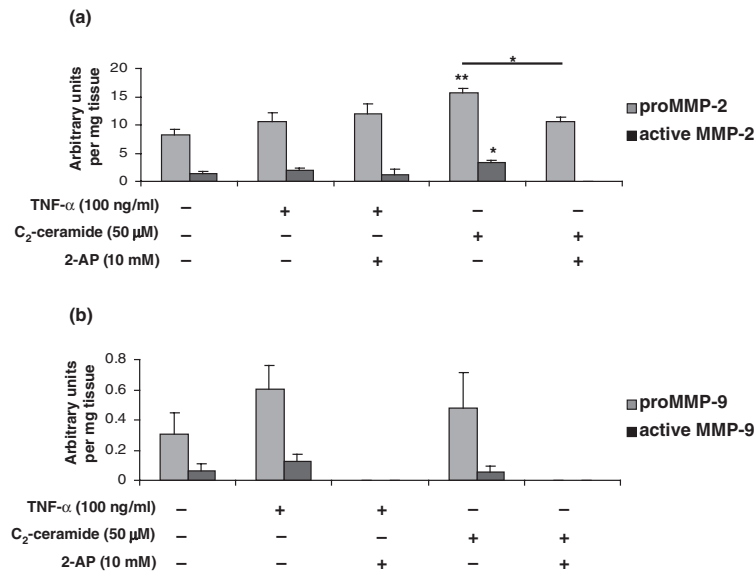 (a)
*
**
*
20
15
10
5
0
Arbitrary units
per mg tissue
proMMP-2
active MMP-2
TNF-α (100 ng/ml) – + + – –
C₂-ceramide (50 μM) – – – + +
2-AP (10 mM) – – + – +
(b)
0.8
0.6
0.4
0.2
0
Arbitrary units
per mg tissue
proMMP-9
active MMP-9
TNF-α (100 ng/ml) – + + – –
C₂-ceramide (50 μM) – – – + +
2-AP (10 mM) – – + – +